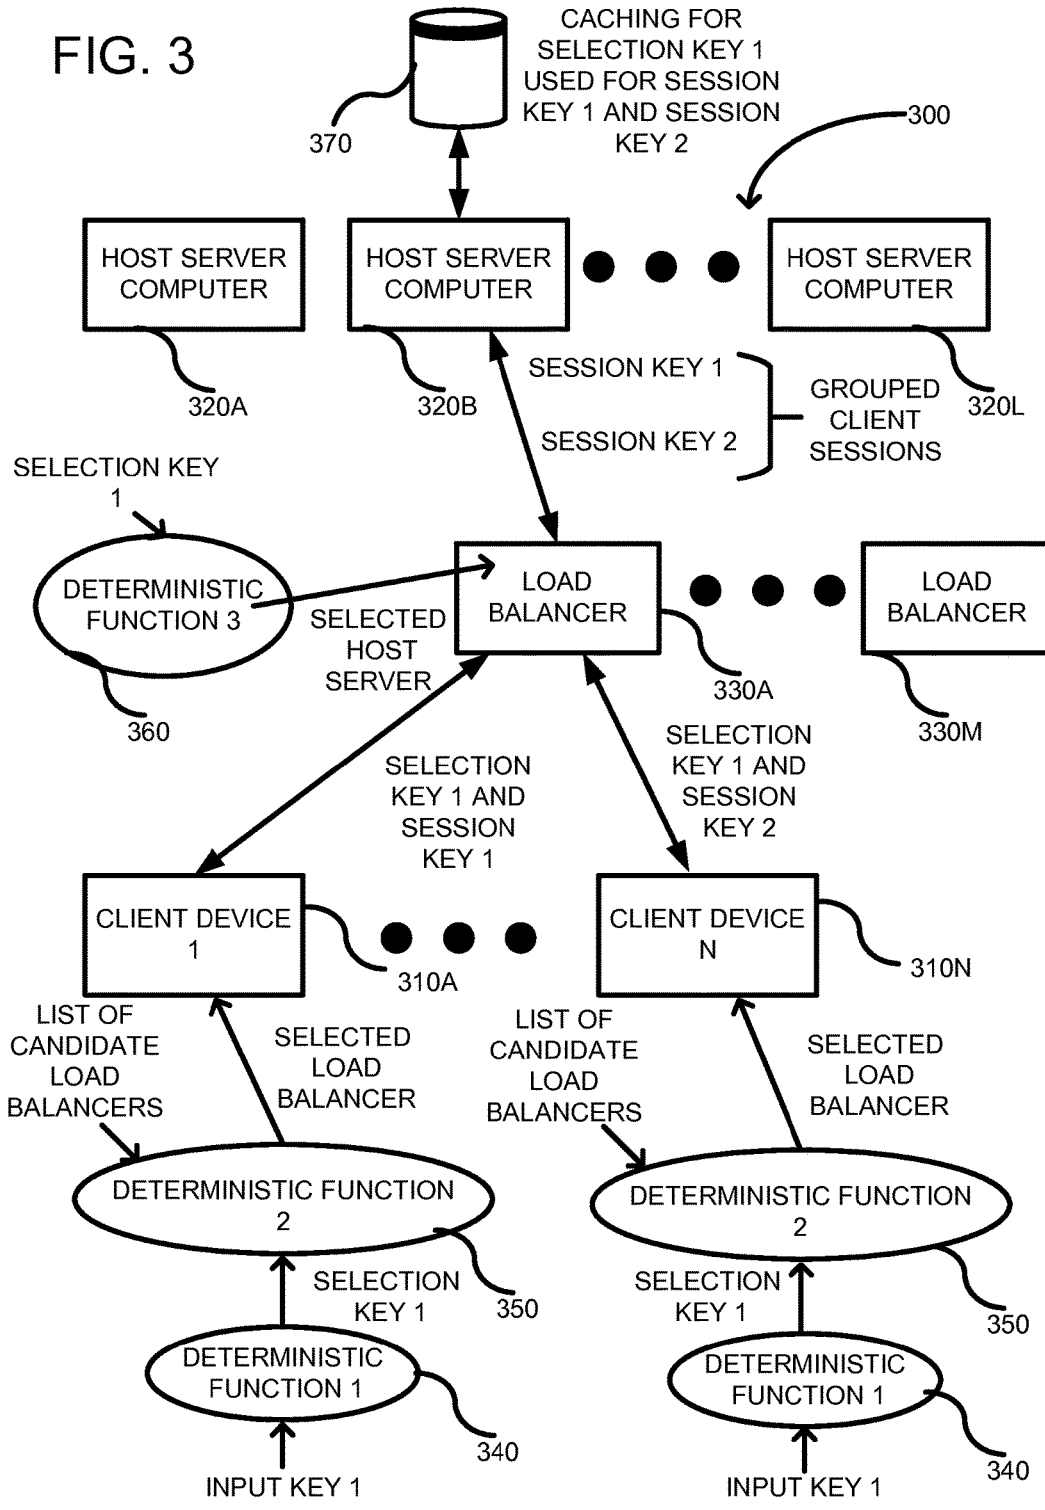 FIG. 3
CACHING FOR
SELECTION KEY 1
USED FOR SESSION
KEY 1 AND SESSION
KEY 2
370
300
HOST SERVER
COMPUTER
HOST SERVER
COMPUTER
HOST SERVER
COMPUTER
320A
320B
320L
SESSION KEY 1
SESSION KEY 2
GROUPED
CLIENT
SESSIONS
SELECTION KEY
1
DETERMINISTIC
FUNCTION 3
360
SELECTED
HOST
SERVER
LOAD
BALANCER
330A
LOAD
BALANCER
330M
SELECTION
KEY 1 AND
SESSION
KEY 1
SELECTION
KEY 1 AND
SESSION
KEY 2
CLIENT DEVICE
1
310A
CLIENT DEVICE
N
310N
LIST OF
CANDIDATE
LOAD
BALANCERS
SELECTED
LOAD
BALANCER
LIST OF
CANDIDATE
LOAD
BALANCERS
SELECTED
LOAD
BALANCER
DETERMINISTIC FUNCTION
2
350
DETERMINISTIC FUNCTION
2
350
SELECTION
KEY 1
SELECTION
KEY 1
DETERMINISTIC
FUNCTION 1
340
DETERMINISTIC
FUNCTION 1
340
INPUT KEY 1
INPUT KEY 1